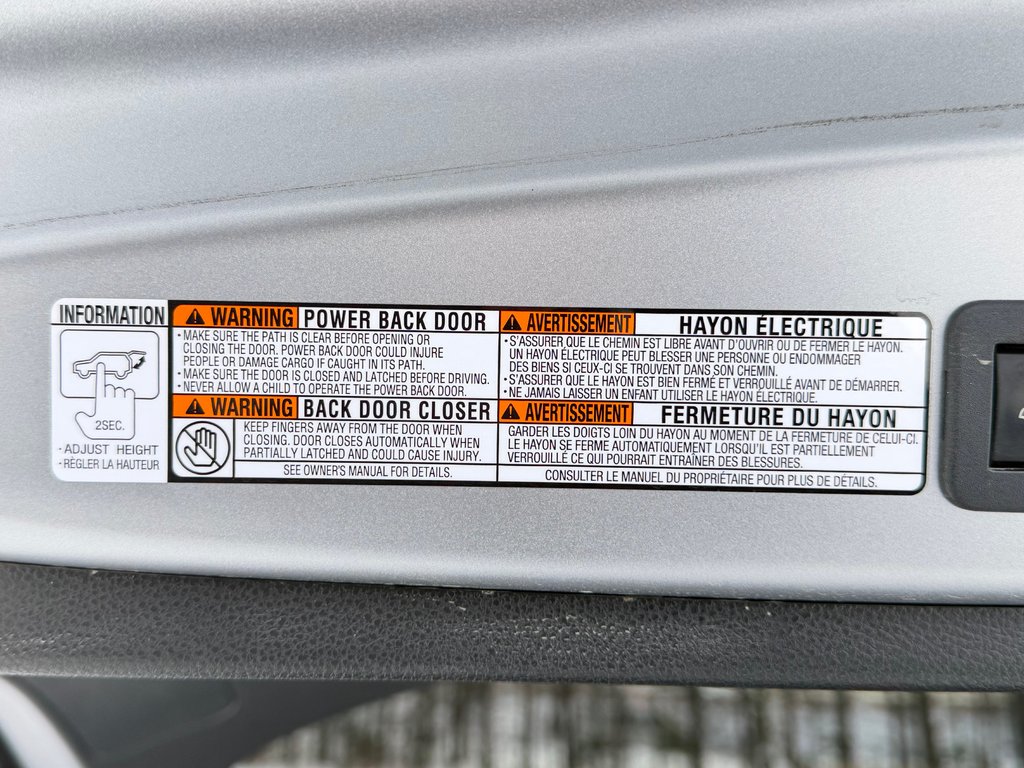 INFORMATION
2SEC.
· ADJUST HEIGHT
· RÈGLER LA HAUTEUR
WARNING POWER BACK DOOR
· MAKE SURE THE PATH IS CLEAR BEFORE OPENING OR
CLOSING THE DOOR. POWER BACK DOOR COULD INJURE
PEOPLE OR DAMAGE CARGO IF CAUGHT IN ITS PATH.
· MAKE SURE THE DOOR IS CLOSED AND LATCHED BEFORE DRIVING.
· NEVER ALLOW A CHILD TO OPERATE THE POWER BACK DOOR.
WARNING BACK DOOR CLOSER
KEEP FINGERS AWAY FROM THE DOOR WHEN
CLOSING. DOOR CLOSES AUTOMATICALLY WHEN
PARTIALLY LATCHED AND COULD CAUSE INJURY.
SEE OWNER'S MANUAL FOR DETAILS.
AVERTISSEMENT HAYON ÉLECTRIQUE
· S'ASSURER QUE LE CHEMIN EST LIBRE AVANT D'OUVRIR OU DE FERMER LE HAYON.
UN HAYON ÉLECTRIQUE PEUT BLESSER UNE PERSONNE OU ENDOMMAGER
DES BIENS SI CEUX-CI SE TROUVENT DANS SON CHEMIN.
· S'ASSURER QUE LE HAYON EST BIEN FERMÉ ET VERROUILLÉ AVANT DE DÉMARRER.
· NE JAMAIS LAISSER UN ENFANT UTILISER LE HAYON ÉLECTRIQUE.
AVERTISSEMENT FERMETURE DU HAYON
GARDER LES DOIGTS LOIN DU HAYON AU MOMENT DE LA FERMETURE DE CELUI-CI.
LE HAYON SE FERME AUTOMATIQUEMENT LORSQU'IL EST PARTIELLEMENT
VERROUILLÉ CE QUI POURRAIT ENTRAÎNER DES BLESSURES.
CONSULTER LE MANUEL DU PROPRIÉTAIRE POUR PLUS DE DÉTAILS.